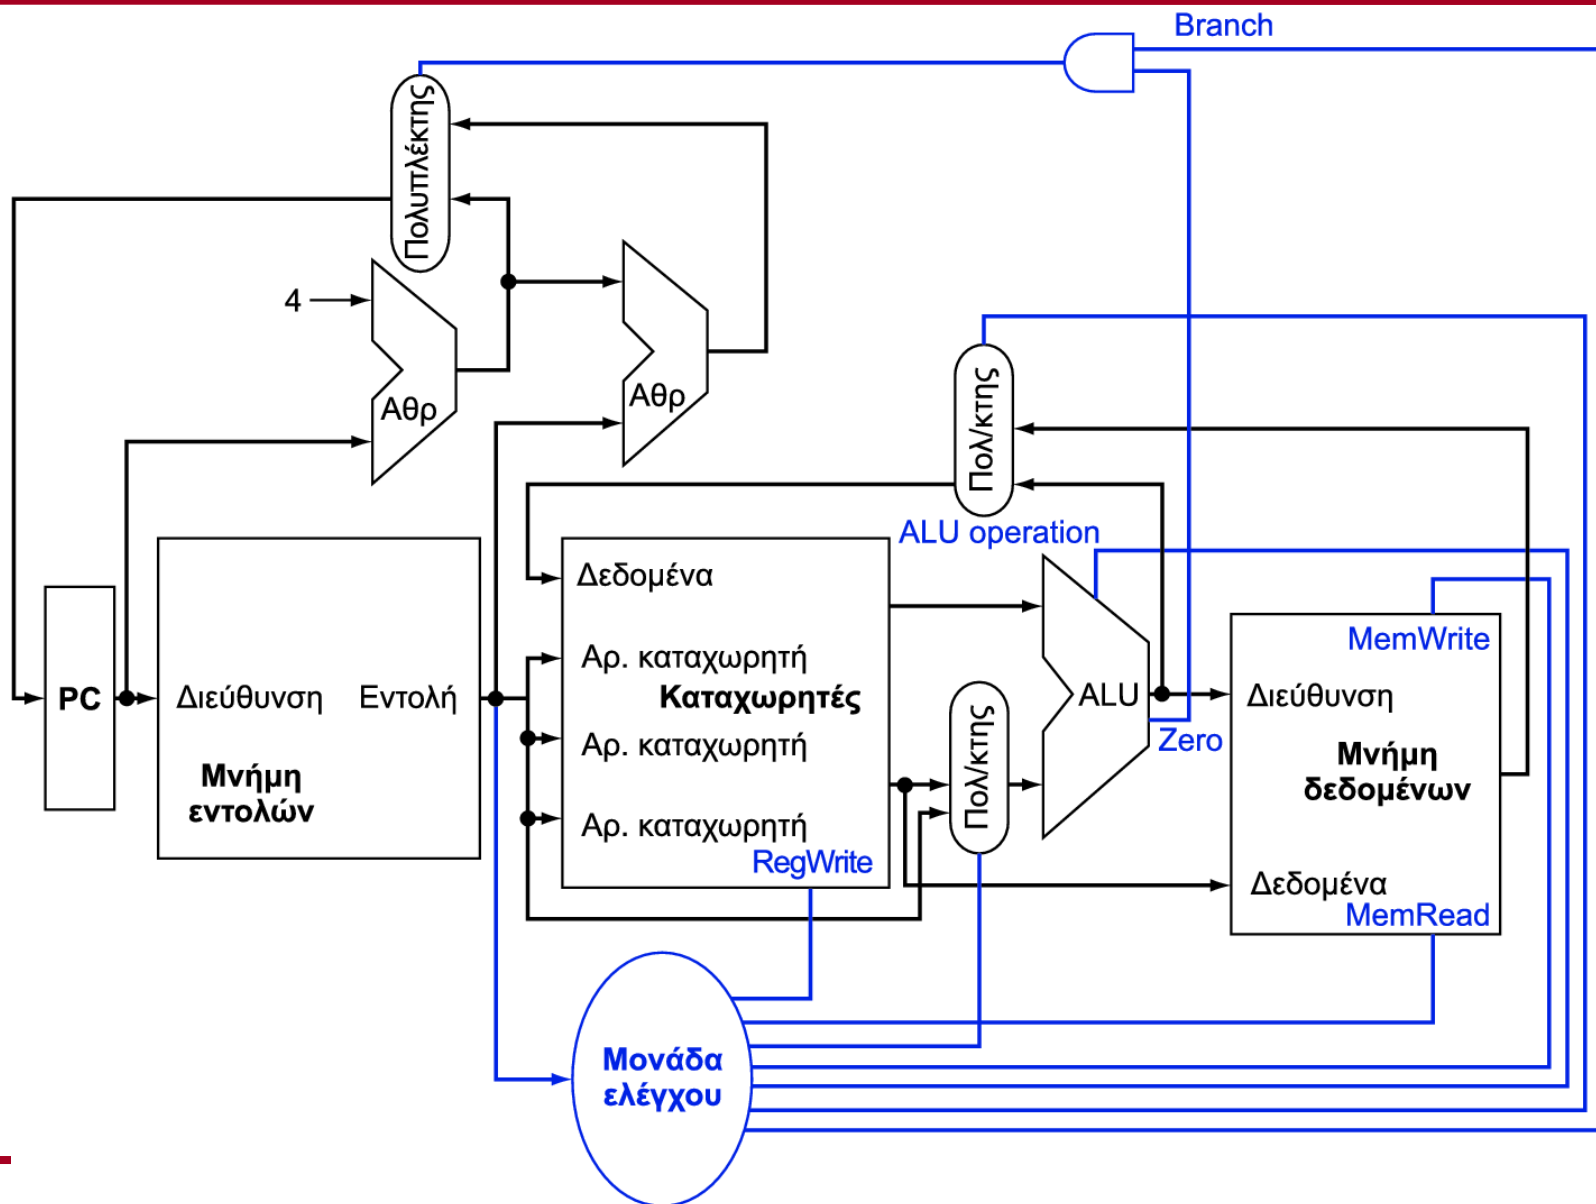 Branch
Πολυπλέκτης
4
Αθρ
Αθρ
Πολ/κτης
ALU operation
Δεδομένα
Αρ. καταχωρητή
Καταχωρητές
Αρ. καταχωρητή
Αρ. καταχωρητή
RegWrite
PC
Διεύθυνση
Εντολή
Μνήμη
εντολών
Πολ/κτης
ALU
Zero
MemWrite
Διεύθυνση
Μνήμη
δεδομένων
Δεδομένα
MemRead
Μονάδα
ελέγχου